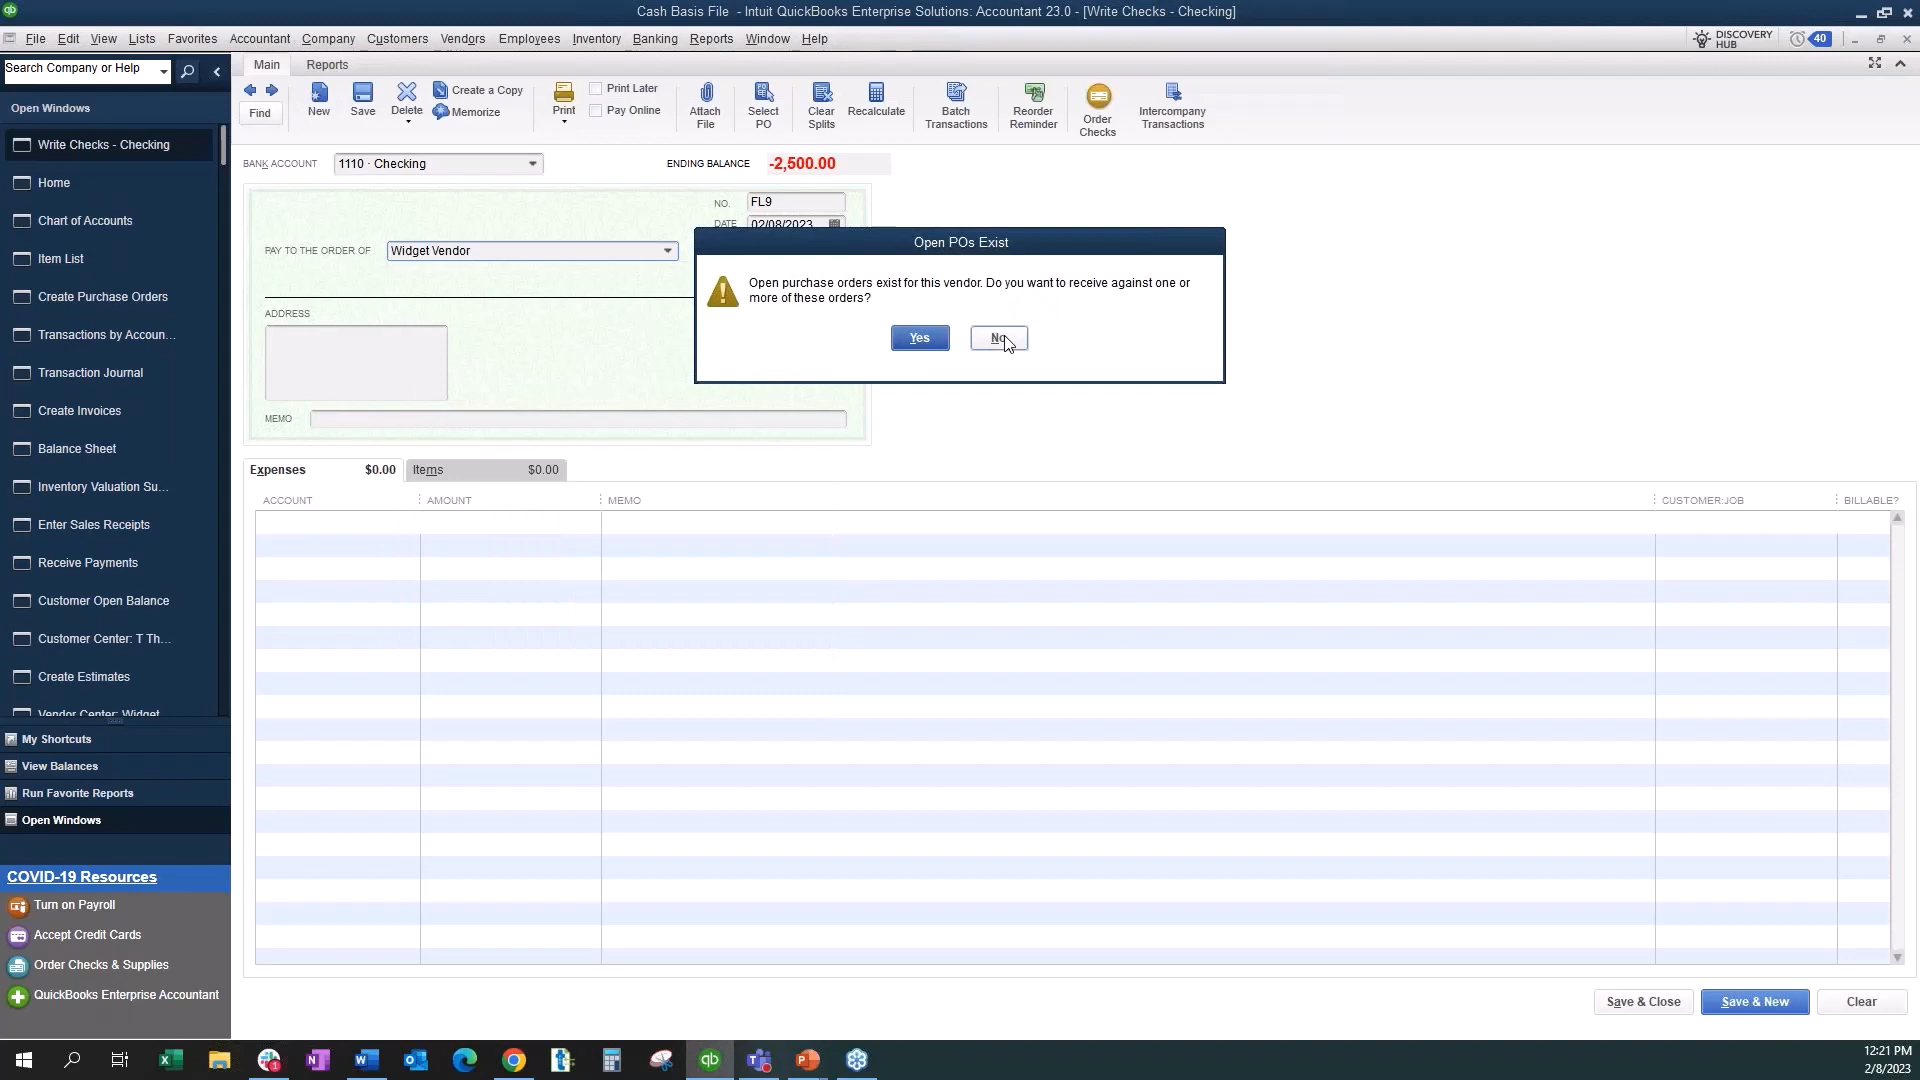 Cash Basis File - Intuit QuickBooks Enterprise Solutions: Accountant 23.0 - [Write Checks - Checking]
File Edit View Lists Favorites Accountant Company Customers Vendors Employees Inventory Banking Reports Window Help
DISCOVERY HUB 40
Search Company or Help
Main Reports
Find
New
Save
Delete
Create a Copy
Memorize
Print
Print Later
Pay Online
Attach File
Select PO
Clear Splits
Recalculate
Batch Transactions
Reorder Reminder
Order Checks
Intercompany Transactions
Open Windows
Write Checks - Checking
Home
Chart of Accounts
Item List
Create Purchase Orders
Transactions by Accoun...
Transaction Journal
Create Invoices
Balance Sheet
Inventory Valuation Su...
Enter Sales Receipts
Receive Payments
Customer Open Balance
Customer Center: T Th...
Create Estimates
Vendor Center: Widget
My Shortcuts
View Balances
Run Favorite Reports
Open Windows
COVID-19 Resources
Turn on Payroll
Accept Credit Cards
Order Checks & Supplies
QuickBooks Enterprise Accountant
BANK ACCOUNT 1110 · Checking
ENDING BALANCE -2,500.00
NO. FL9
DATE 02/08/2023
PAY TO THE ORDER OF Widget Vendor
ADDRESS
MEMO
Open POs Exist
Open purchase orders exist for this vendor. Do you want to receive against one or
more of these orders?
Yes No
Expenses $0.00 Items $0.00
ACCOUNT AMOUNT MEMO CUSTOMER:JOB BILLABLE?
Save & Close Save & New Clear
12:21 PM
2/8/2023